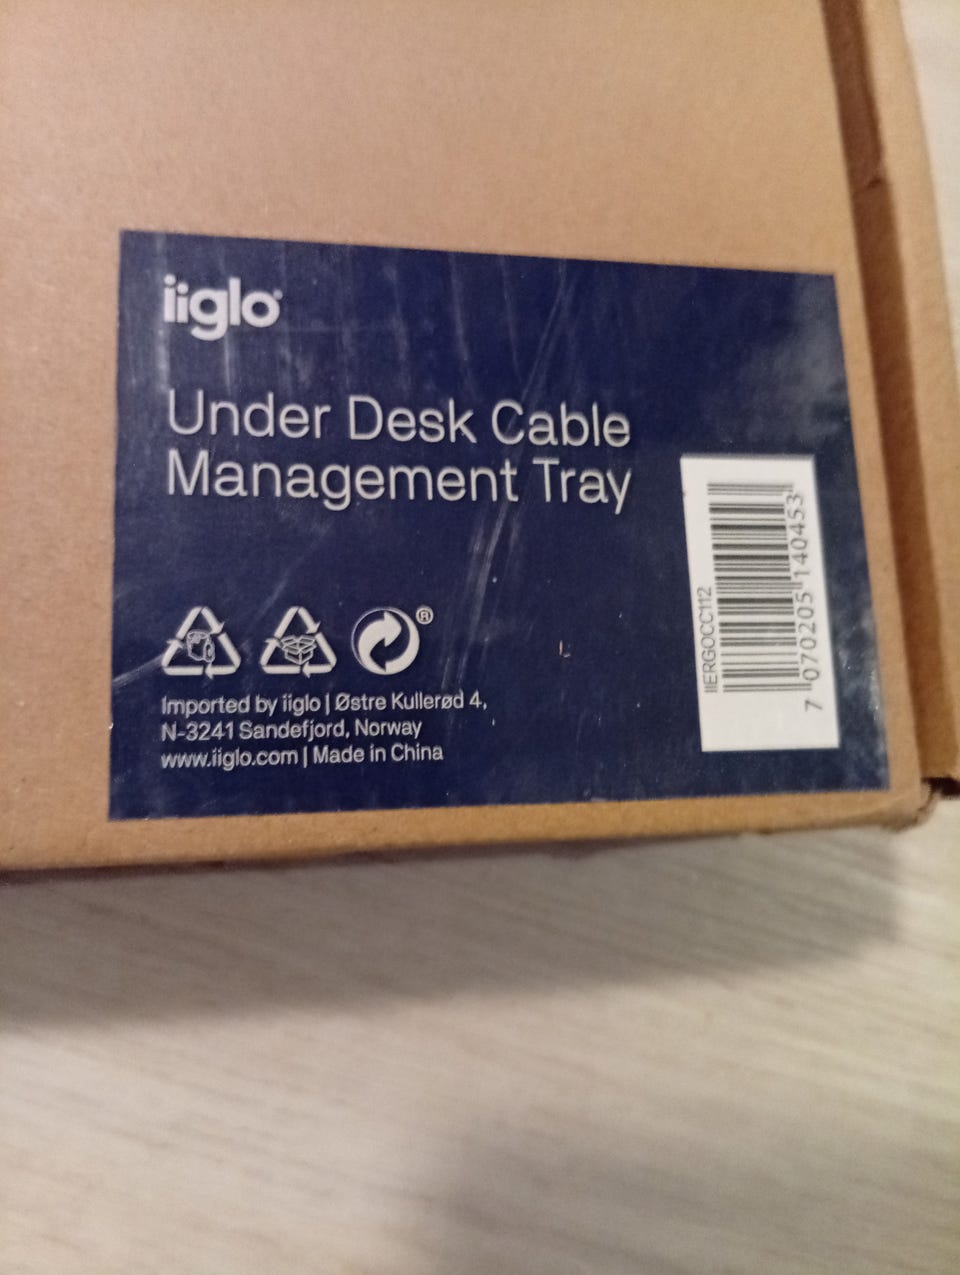 iiglo®
Under Desk Cable
Management Tray
Imported by iiglo | Østre Kullerød 4,
N-3241 Sandefjord, Norway
www.iiglo.com | Made in China
®
IIERGOCC112
7 070205 140453